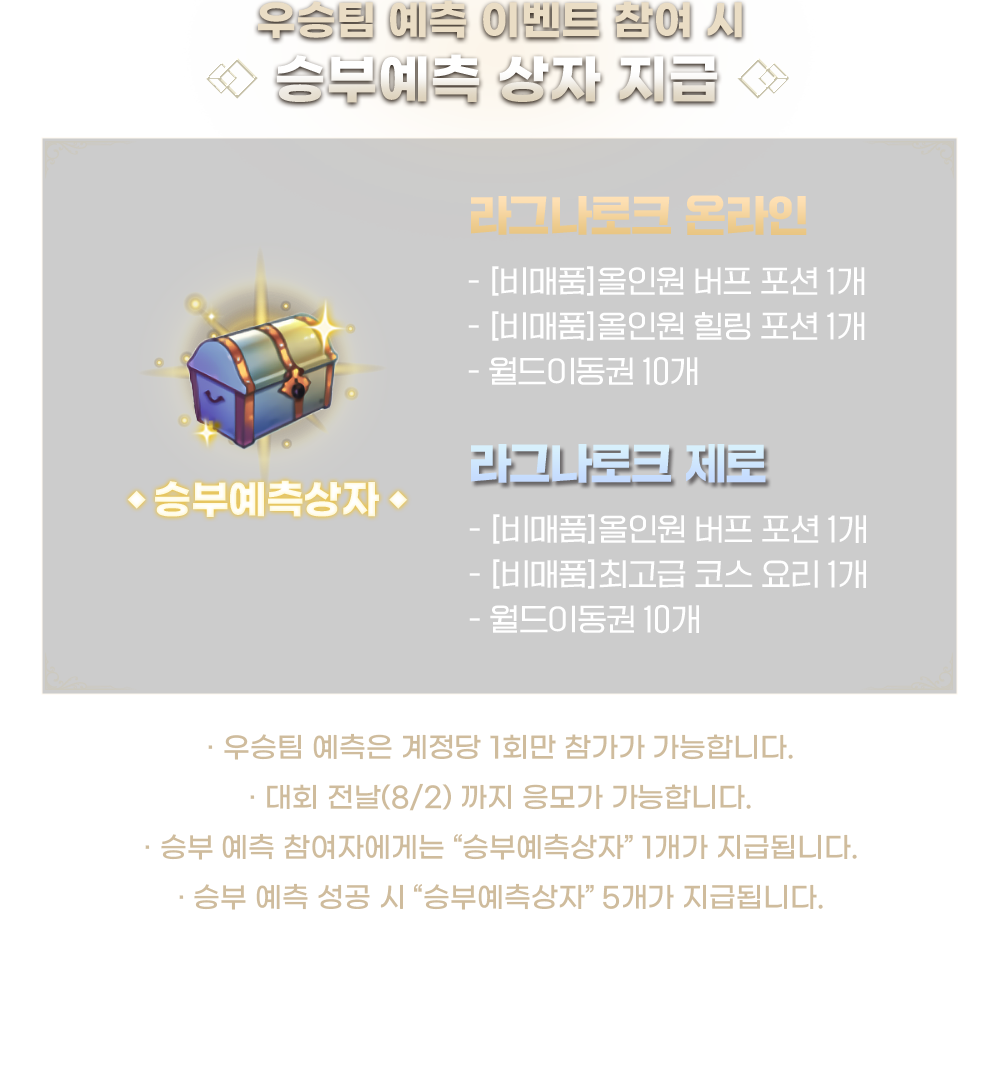 우승팀 예측 이벤트 참여 시
승부예측 상자 지급
라그나로크 온라인
- [비매품]올인원 버프 포션 1개
- [비매품]올인원 힐링 포션 1개
- 월드이동권 10개
승부예측상자
라그나로크 제로
- [비매품]올인원 버프 포션 1개
- [비매품]최고급 코스 요리 1개
- 월드이동권 10개
· 우승팀 예측은 계정당 1회만 참가가 가능합니다.
· 대회 전날(8/2) 까지 응모가 가능합니다.
· 승부 예측 참여자에게는 “승부예측상자” 1개가 지급됩니다.
· 승부 예측 성공 시 “승부예측상자” 5개가 지급됩니다.